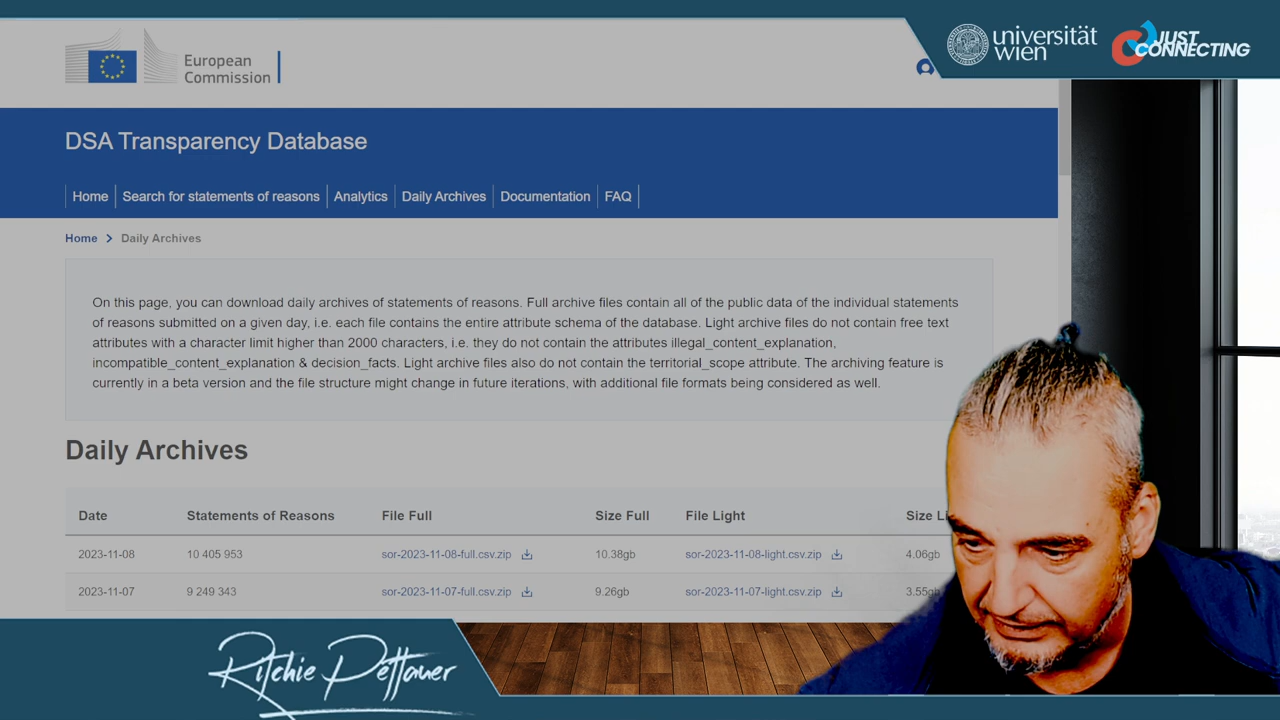 European
Commission
universität
wien
JUST
CONNECTING
DSA Transparency Database
Home
Search for statements of reasons
Analytics
Daily Archives
Documentation
FAQ
Home > Daily Archives
On this page, you can download daily archives of statements of reasons. Full archive files contain all of the public data of the individual statements
of reasons submitted on a given day, i.e. each file contains the entire attribute schema of the database. Light archive files do not contain free text
attributes with a character limit higher than 2000 characters, i.e. they do not contain the attributes illegal_content_explanation,
incompatible_content_explanation & decision_facts. Light archive files also do not contain the territorial_scope attribute. The archiving feature is
currently in a beta version and the file structure might change in future iterations, with additional file formats being considered as well.
Daily Archives
Date Statements of Reasons File Full Size Full File Light Size
2023-11-08 10 405 953 sor-2023-11-08-full.csv.zip 10.38gb sor-2023-11-08-light.csv.zip 4.06gb
2023-11-07 9 249 343 sor-2023-11-07-full.csv.zip 9.26gb sor-2023-11-07-light.csv.zip 3.55gb
Ritchie Pettauer